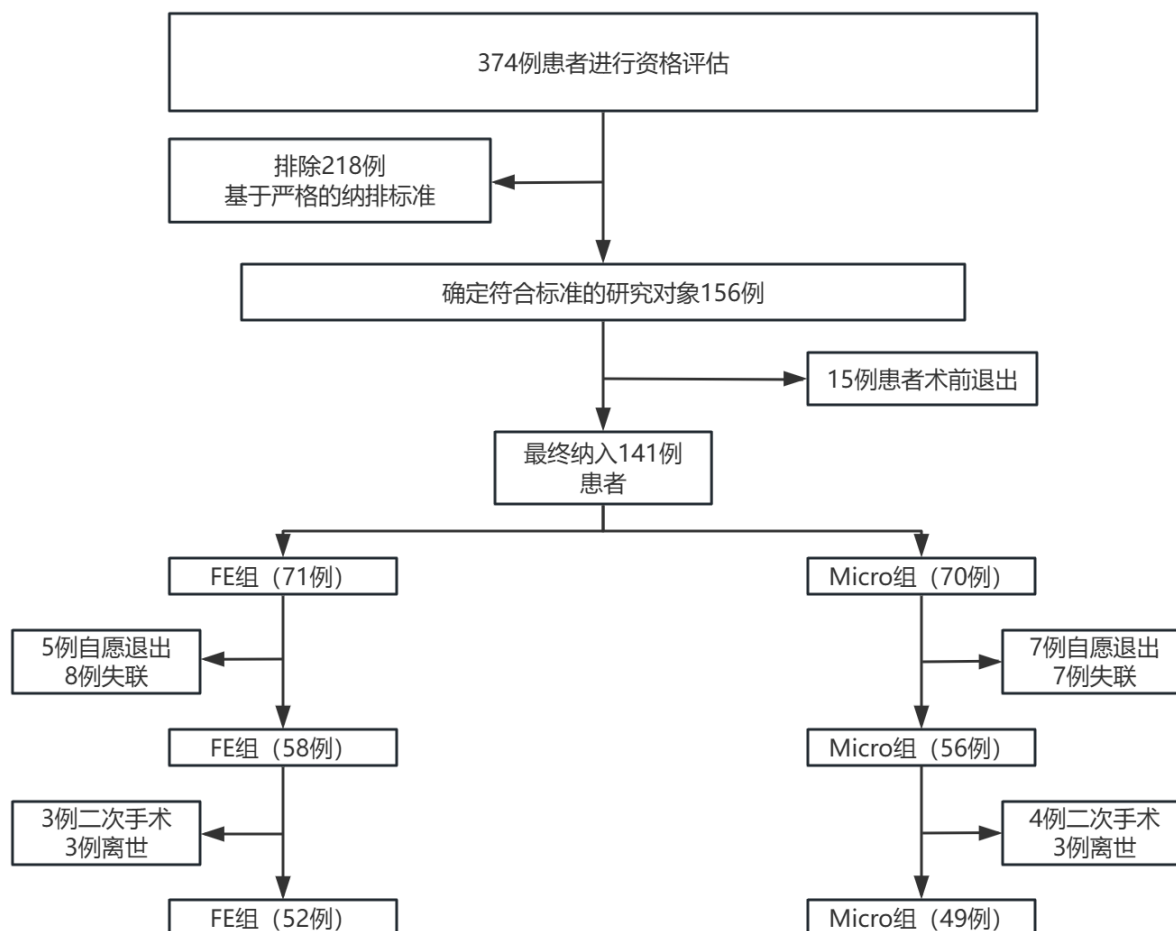 374例患者进行资格评估
排除218例
基于严格的纳排标准
确定符合标准的研究对象156例
15例患者术前退出
最终纳入141例
患者
FE组（71例）
Micro组（70例）
5例自愿退出
8例失联
7例自愿退出
7例失联
FE组（58例）
Micro组（56例）
3例二次手术
3例离世
4例二次手术
3例离世
FE组（52例）
Micro组（49例）